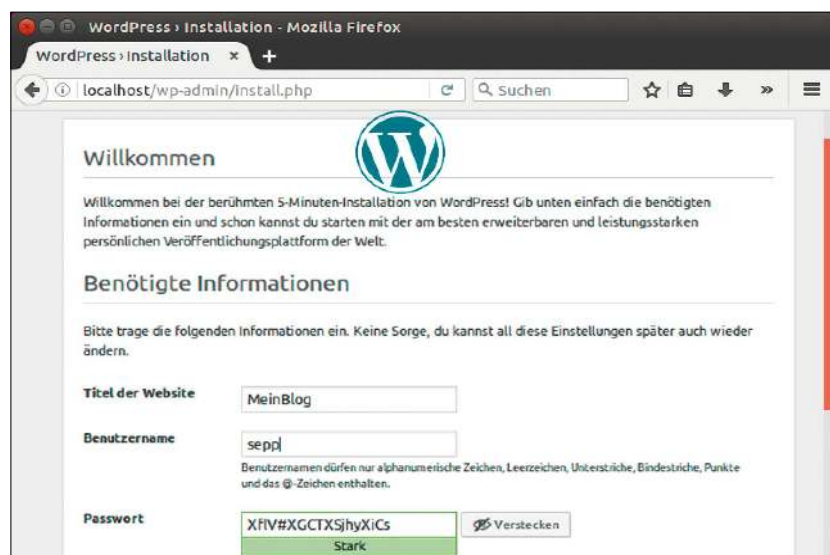 WordPress › Installation - Mozilla Firefox
WordPress › Installation × +
localhost/wp-admin/install.php Suchen
Willkommen
Willkommen bei der berühmten 5-Minuten-Installation von WordPress! Gib unten einfach die benötigten
Informationen ein und schon kannst du starten mit der am besten erweiterbaren und leistungsstarken
persönlichen Veröffentlichungsplattform der Welt.
Benötigte Informationen
Bitte trage die folgenden Informationen ein. Keine Sorge, du kannst all diese Einstellungen später auch wieder
ändern.
Titel der Website MeinBlog
Benutzername sepp
Benutzernamen dürfen nur alphanumerische Zeichen, Leerzeichen, Unterstriche, Bindestriche, Punkte
und das @-Zeichen enthalten.
Passwort XfIV#XGCTXSjhyXiCs Verstecken
Stark